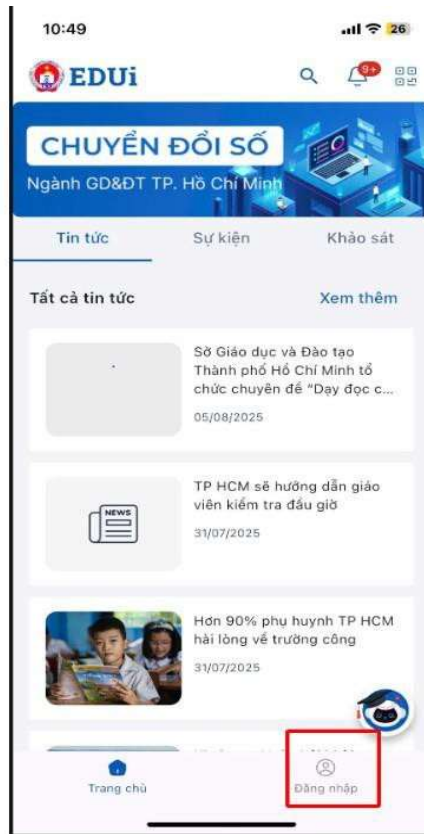 10:49
26
EDUi
9+
CHUYỂN ĐỔI SỐ
Ngành GD&ĐT TP. Hồ Chí Minh
Tin tức
Sự kiện
Khảo sát
Tất cả tin tức
Xem thêm
Sở Giáo dục và Đào tạo
Thành phố Hồ Chí Minh tổ
chức chuyên đề "Dạy đọc c...
05/08/2025
TP HCM sẽ hướng dẫn giáo
viên kiểm tra đầu giờ
NEWS
31/07/2025
Hơn 90% phụ huynh TP HCM
hài lòng về trường công
31/07/2025
Trang chủ
Đăng nhập